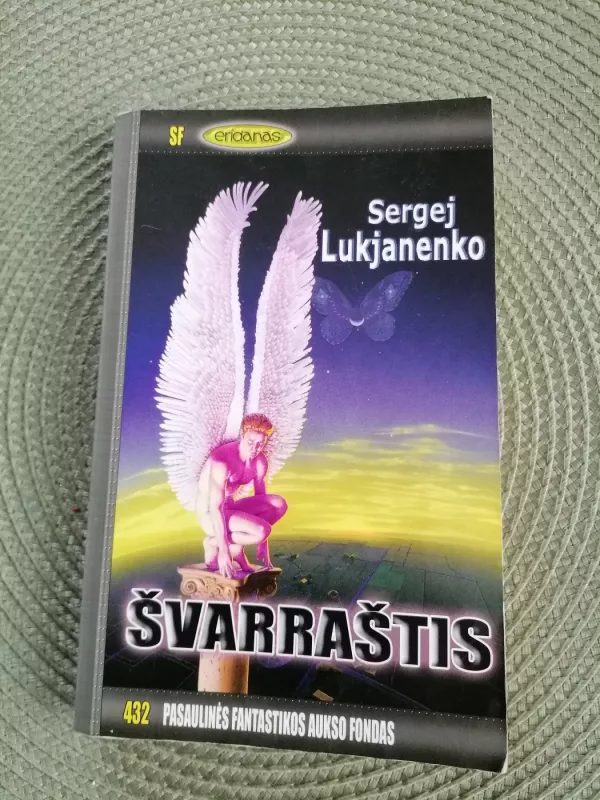 SF eridanas
Sergej
Lukjanenko
ŠVARRAŠTIS
432 PASAULINĖS FANTASTIKOS AUKSO FONDAS